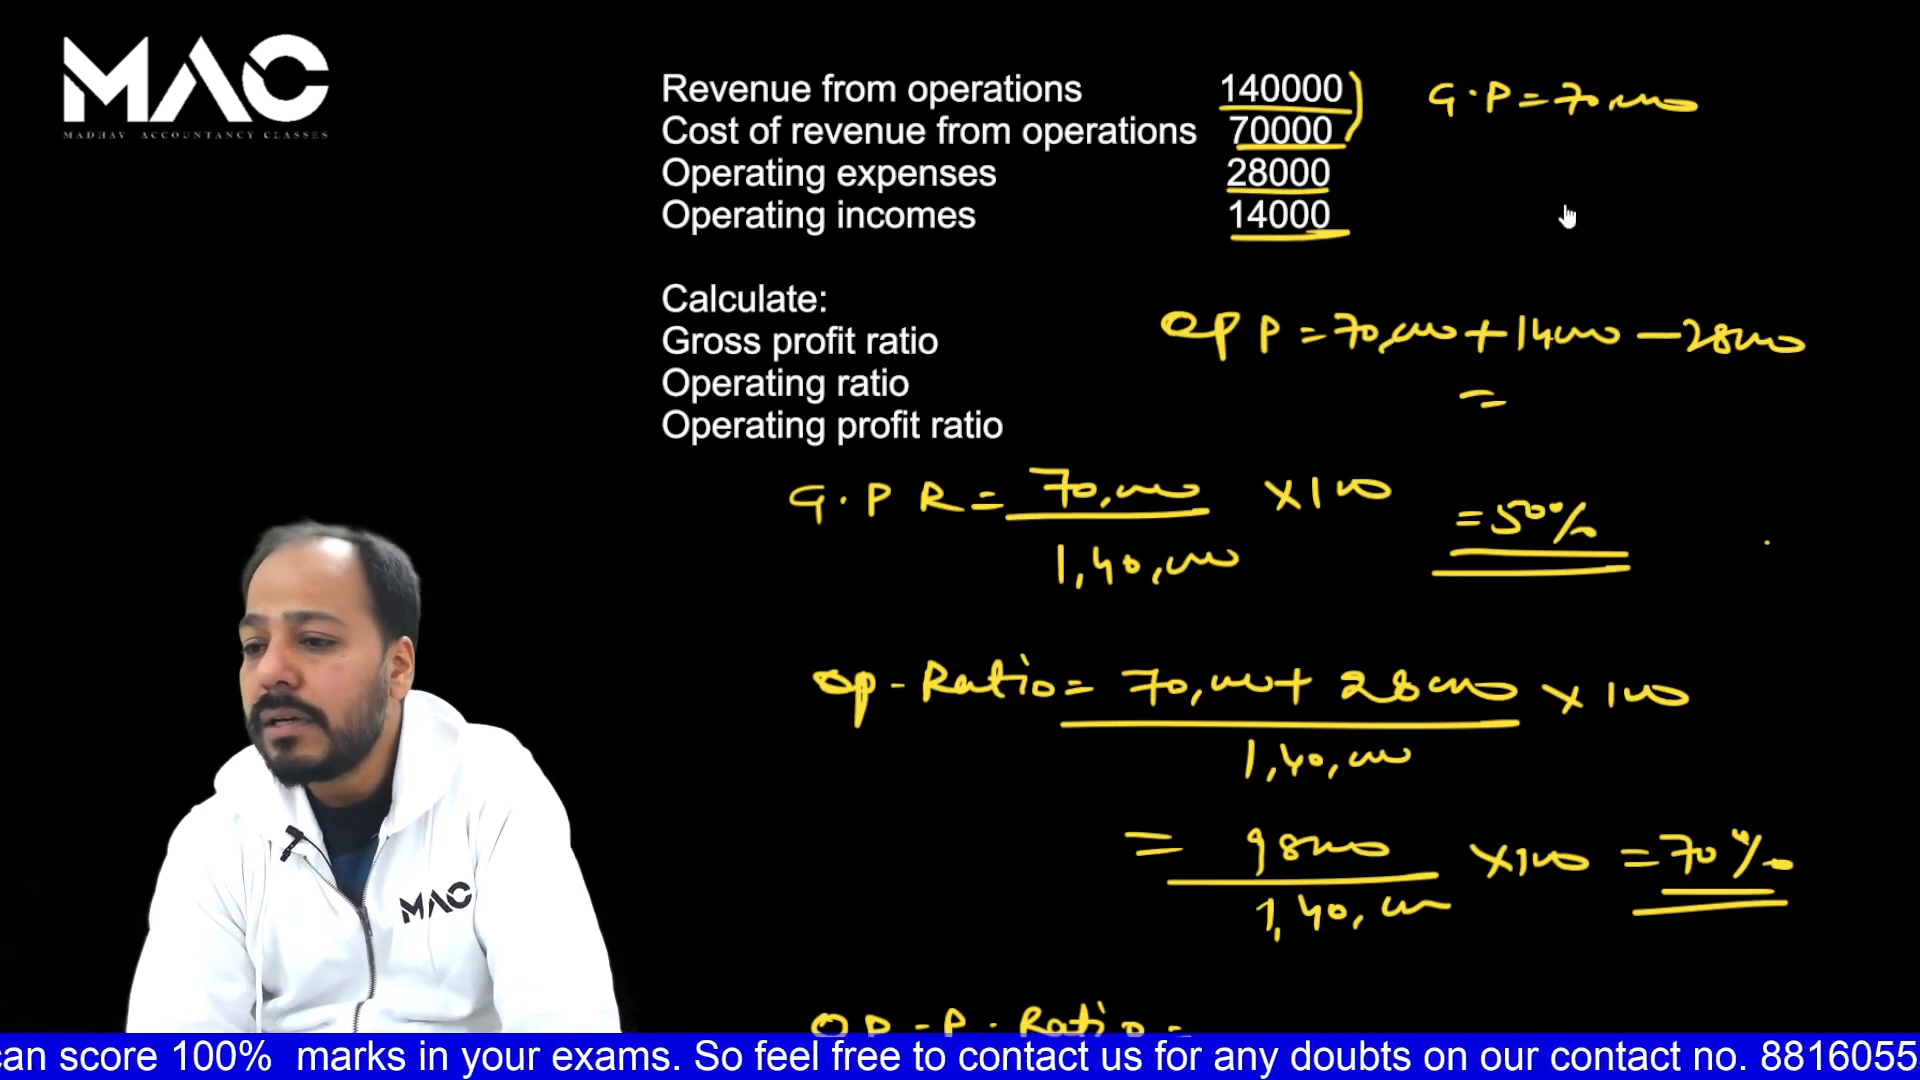 MAC
MADHAV ACCOUNTANCY CLASSES
Revenue from operations 140000
G.P = 70,000
Cost of revenue from operations 70000
Operating expenses 28000
Operating incomes 14000
Calculate:
Gross profit ratio
Operating ratio
Operating profit ratio
OP P = 70,000 + 14000 - 28000
=
G.P R = 70,000 × 100 = 50%
1,40,000
Op-Ratio = 70,000 + 28000 × 100
1,40,000
= 98000 × 100 = 70%
1,40,000
OP-P.Ratio =
MAC
can score 100% marks in your exams. So feel free to contact us for any doubts on our contact no. 8816055